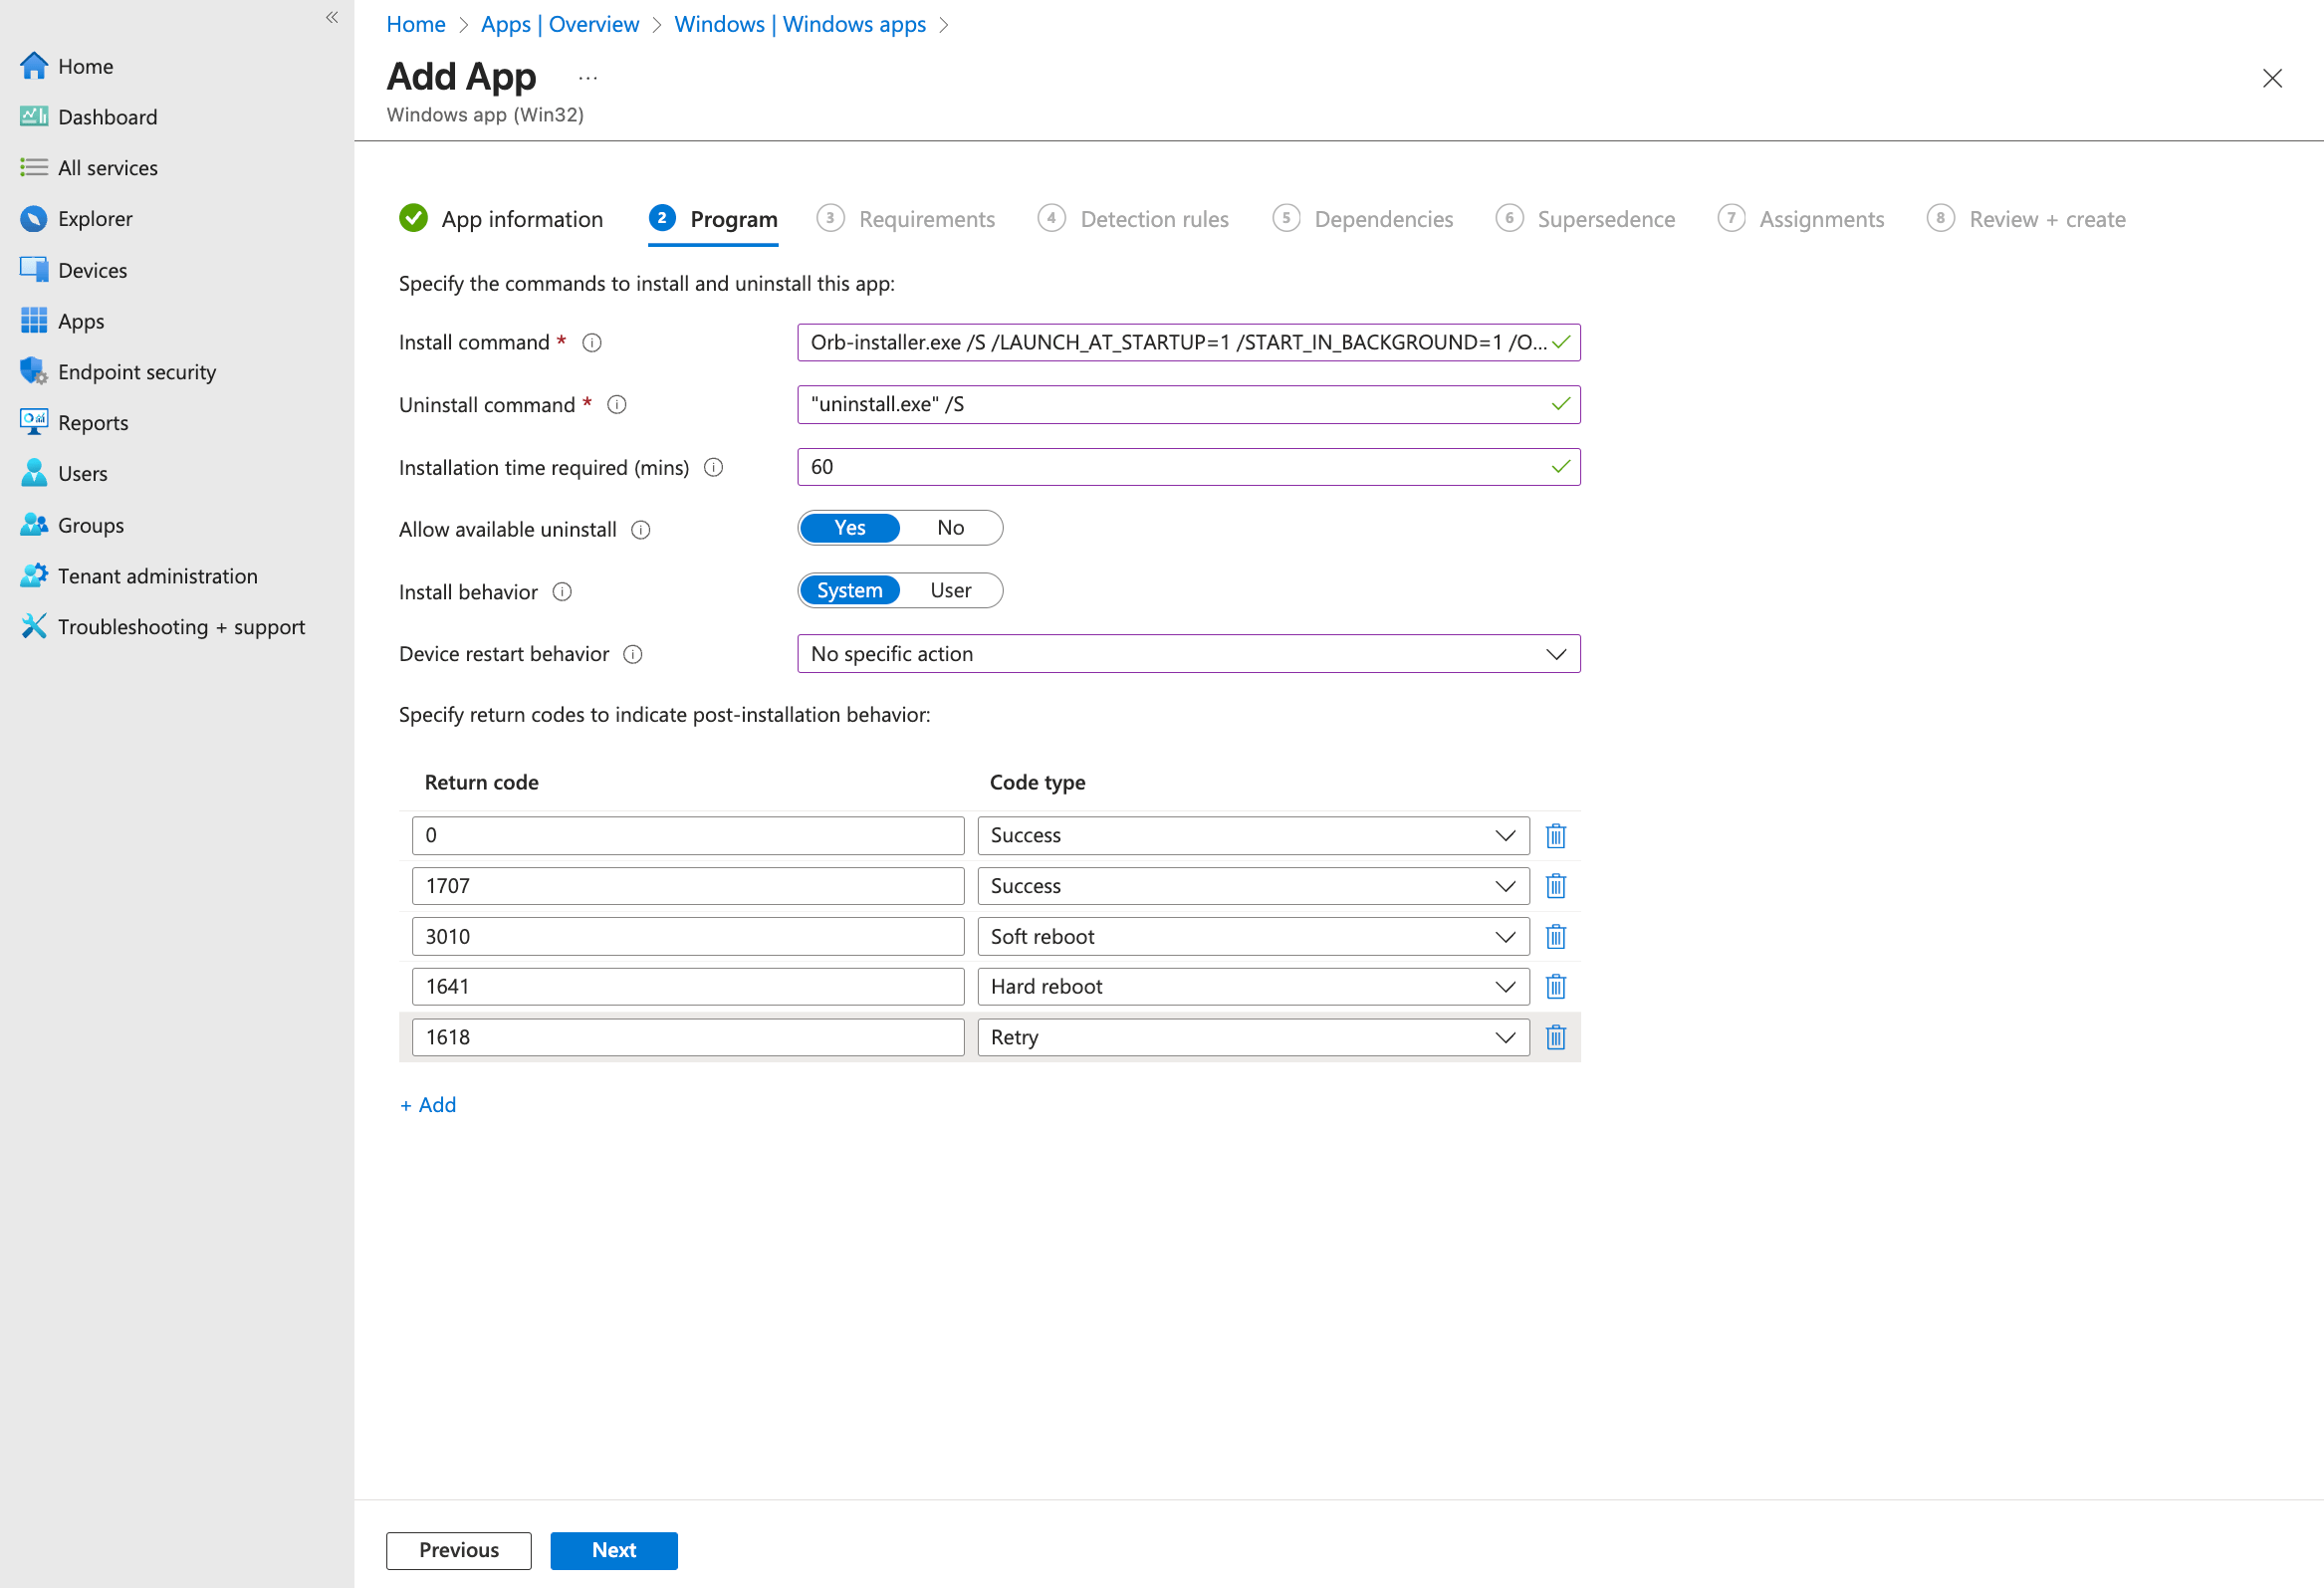 «
Home
Dashboard
All services
Explorer
Devices
Apps
Endpoint security
Reports
Users
Groups
Tenant administration
Troubleshooting + support
Home > Apps | Overview > Windows | Windows apps >
Add App ...
Windows app (Win32)
App information
2 Program
3 Requirements
4 Detection rules
5 Dependencies
6 Supersedence
7 Assignments
8 Review + create
Specify the commands to install and uninstall this app:
Install command * Orb-installer.exe /S /LAUNCH_AT_STARTUP=1 /START_IN_BACKGROUND=1 /O...
Uninstall command * "uninstall.exe" /S
Installation time required (mins) 60
Allow available uninstall Yes No
Install behavior System User
Device restart behavior No specific action
Specify return codes to indicate post-installation behavior:
Return code Code type
0 Success
1707 Success
3010 Soft reboot
1641 Hard reboot
1618 Retry
+ Add
Previous Next